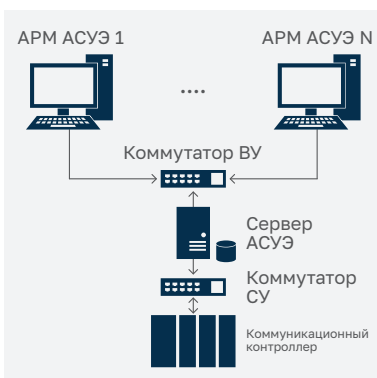 АРМ АСУЭ 1
АРМ АСУЭ N
....
Коммутатор ВУ
Сервер
АСУЭ
Коммутатор
СУ
Коммуникационный
контроллер